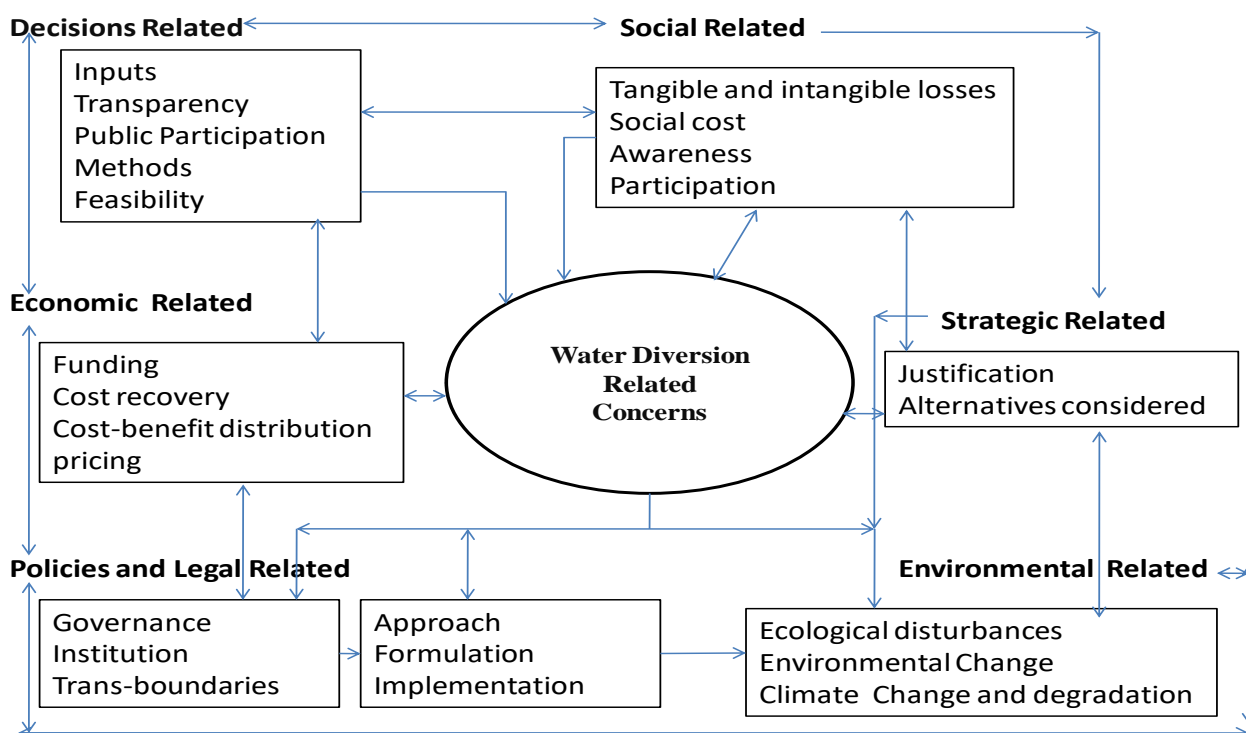 Decisions Related
Social Related
Inputs
Transparency
Public Participation
Methods
Feasibility
Tangible and intangible losses
Social cost
Awareness
Participation
Economic Related
Strategic Related
Funding
Cost recovery
Cost-benefit distribution
pricing
Water Diversion
Related
Concerns
Justification
Alternatives considered
Policies and Legal Related
Environmental Related
Governance
Institution
Trans-boundaries
Approach
Formulation
Implementation
Ecological disturbances
Environmental Change
Climate Change and degradation